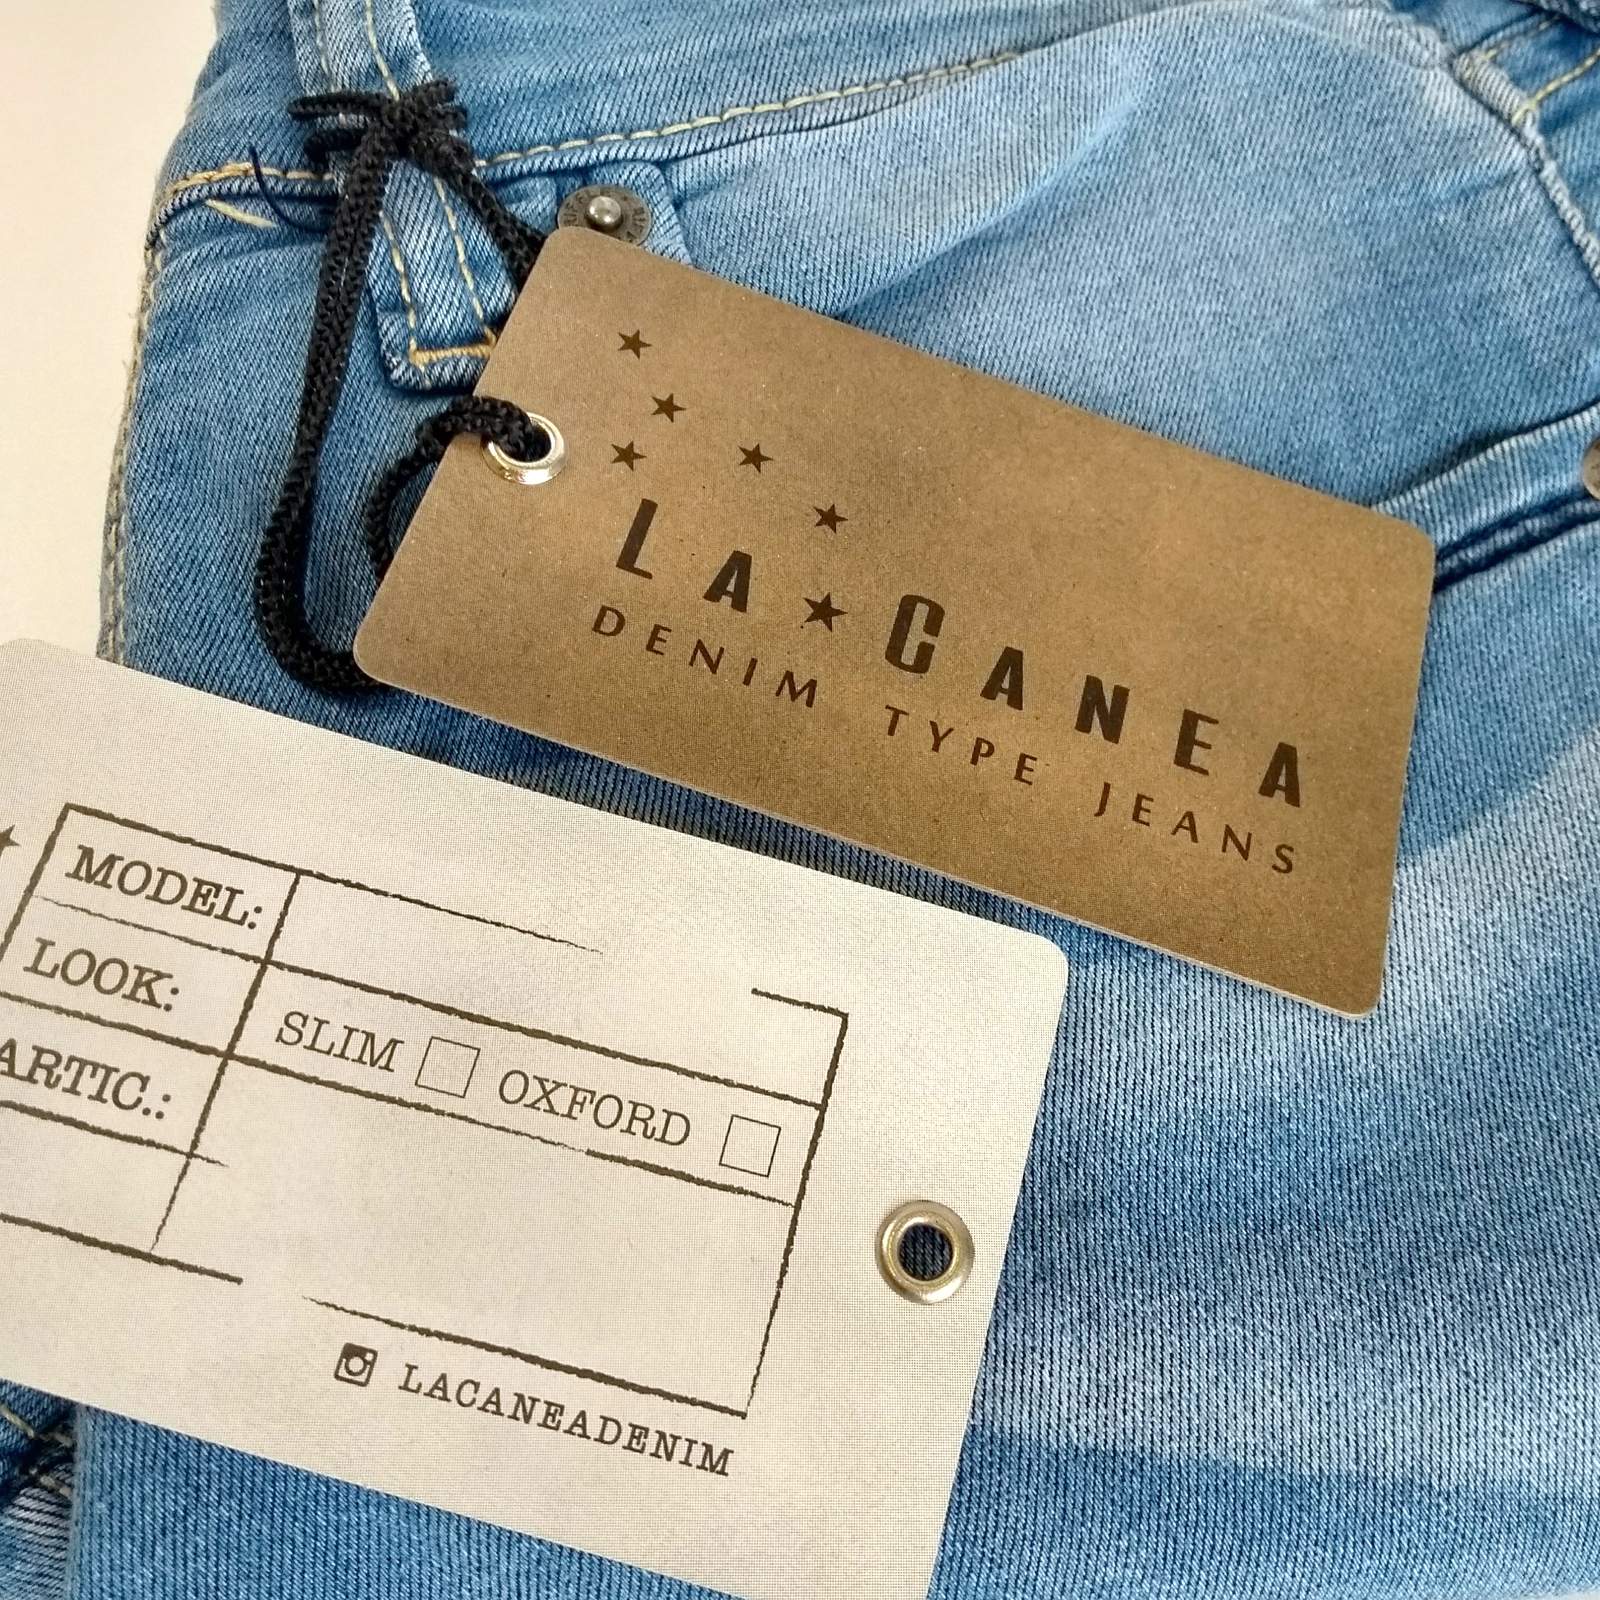 LA★CANEA
DENIM TYPE JEANS
MODEL:
LOOK:
SLIM OXFORD
ARTIC.:
LACANEADENIM